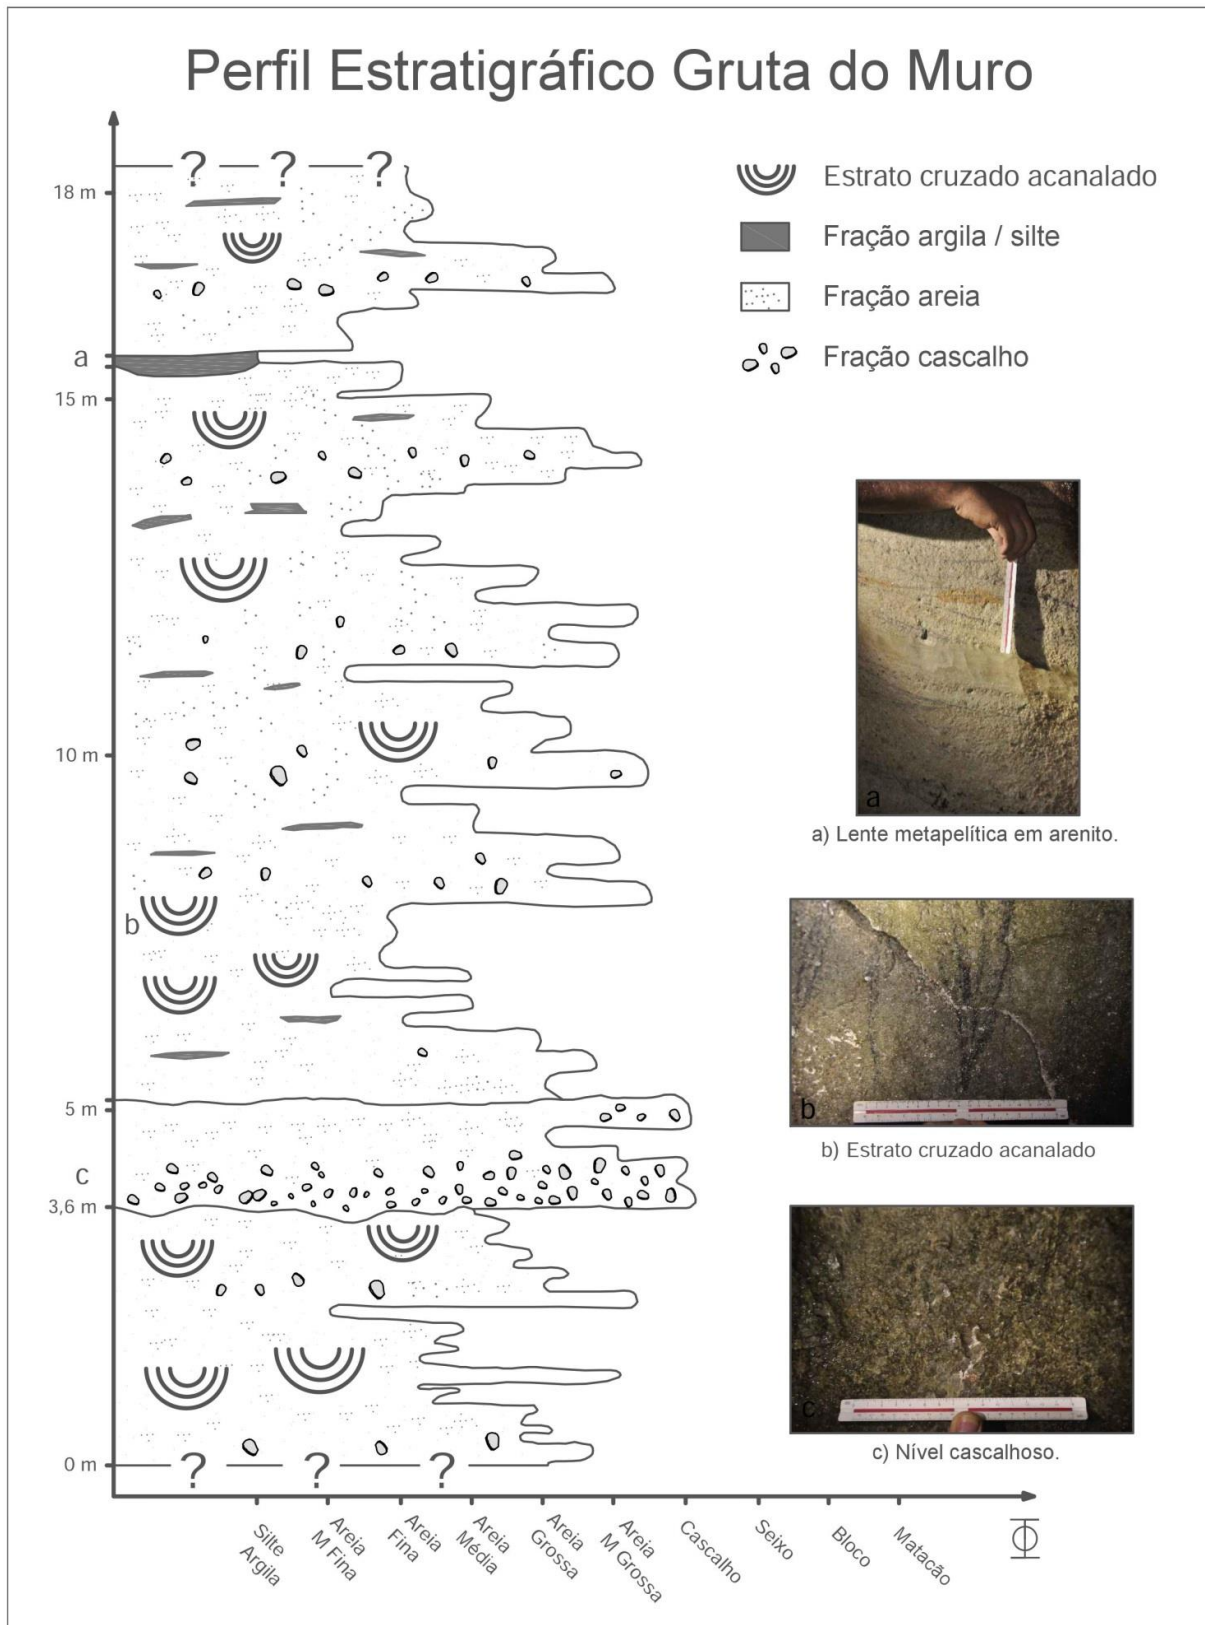 Perfil Estratigráfico Gruta do Muro
? ? ?
18 m
Estrato cruzado acanalado
Fração argila / silte
Fração areia
Fração cascalho
a
15 m
10 m
b
5 m
c
3,6 m
0 m
? ? ?
a
a) Lente metapelítica em arenito.
b
b) Estrato cruzado acanalado
c
c) Nível cascalhoso.
Silte
Argila
Areia
M Fina
Areia
Fina
Areia
Média
Areia
Grossa
Areia
M Grossa
Cascalho
Seixo
Bloco
Matacão
Φ